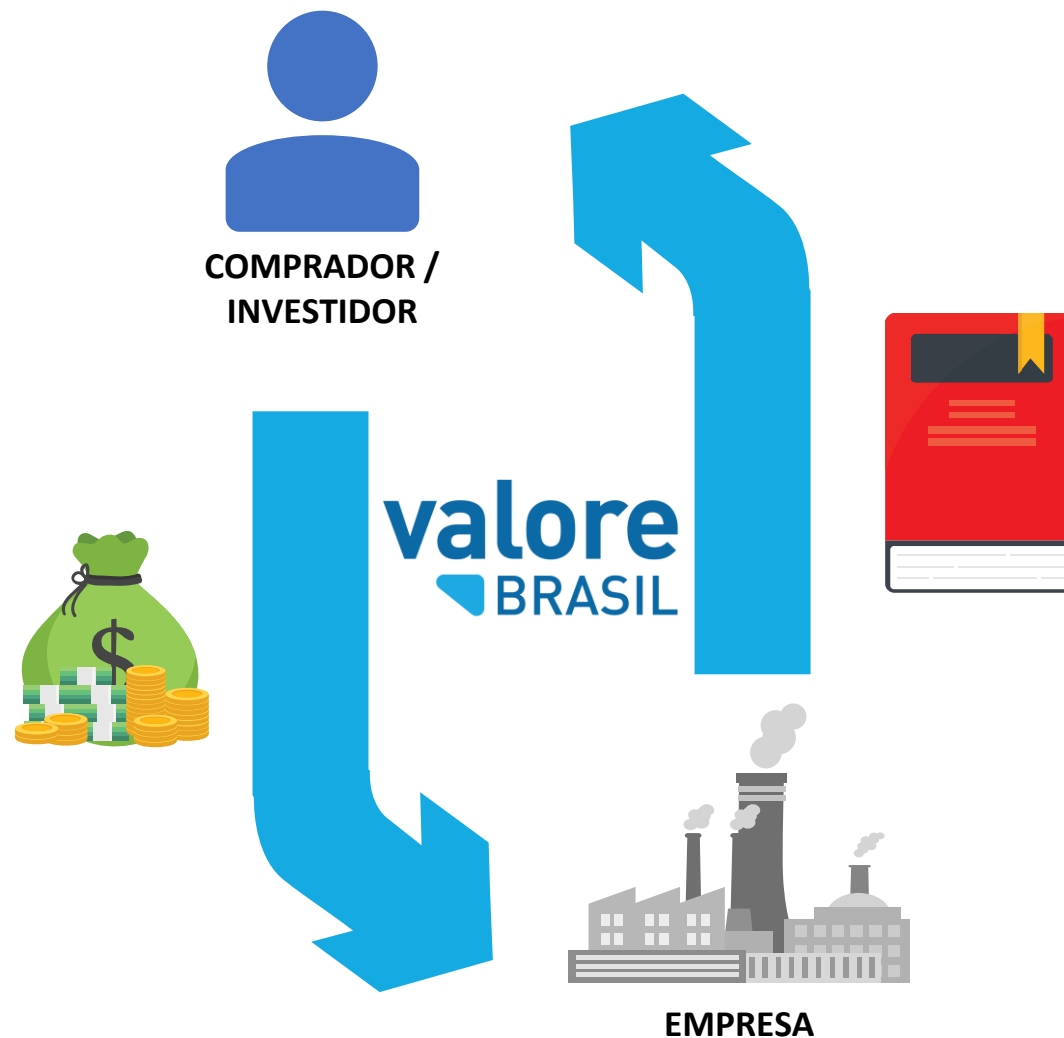 COMPRADOR /
INVESTIDOR
valore
BRASIL
$
EMPRESA